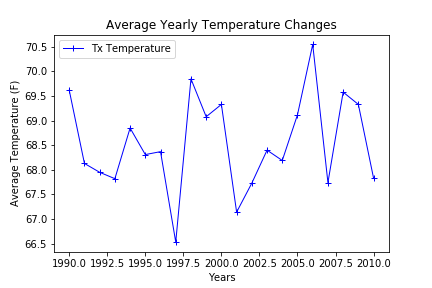 Average Yearly Temperature Changes
Tx Temperature
Average Temperature (F)
70.5
70.0
69.5
69.0
68.5
68.0
67.5
67.0
66.5
1990.0 1992.5 1995.0 1997.5 2000.0 2002.5 2005.0 2007.5 2010.0
Years